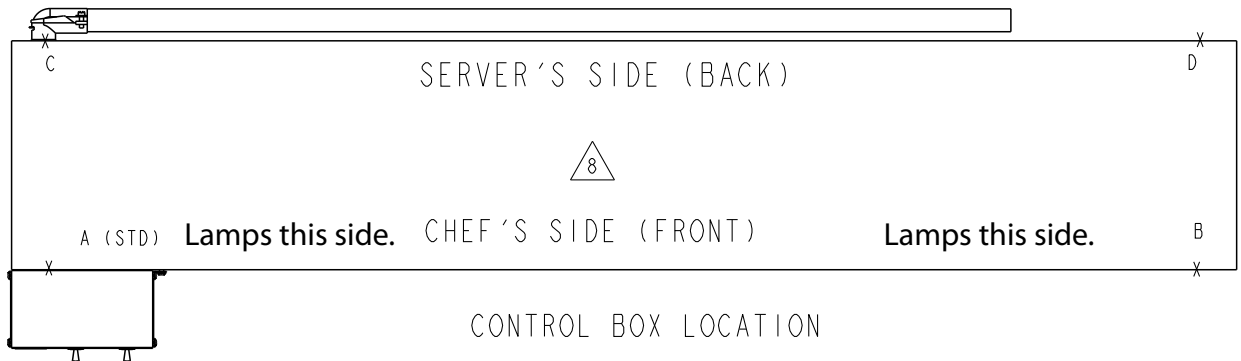 C
D
SERVER'S SIDE (BACK)
8
A (STD) Lamps this side. CHEF'S SIDE (FRONT) Lamps this side. B
CONTROL BOX LOCATION